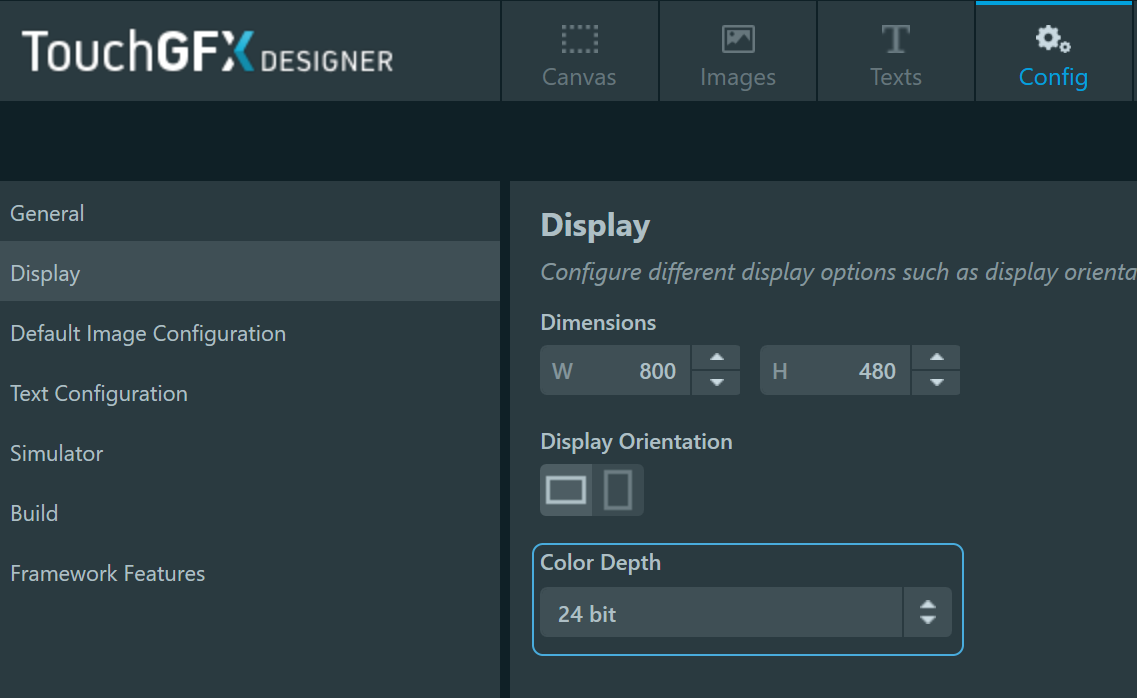 TouchGFX DESIGNER
Canvas
Images
Texts
Config
General
Display
Default Image Configuration
Text Configuration
Simulator
Build
Framework Features
Display
Configure different display options such as display orienta
Dimensions
W 800 H 480
Display Orientation
Color Depth
24 bit